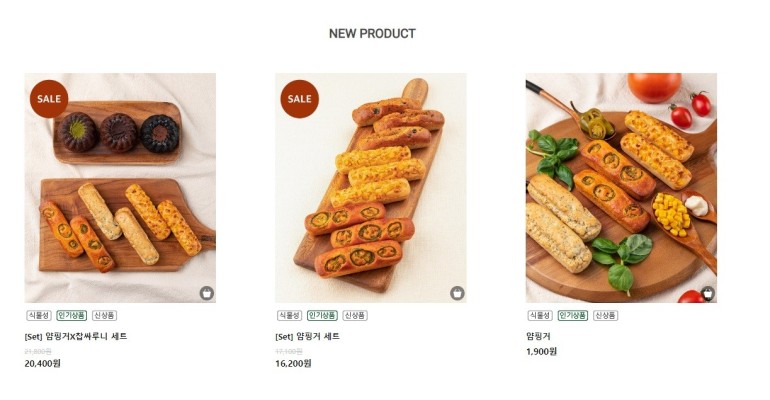 NEW PRODUCT
SALE
SALE
식물성 인기상품 신상품
식물성 인기상품 신상품
식물성 인기상품 신상품
[Set] 얌핑거X찹싸루니 세트
[Set] 얌핑거 세트
얌핑거
21,800원
17,100원
1,900원
20,400원
16,200원